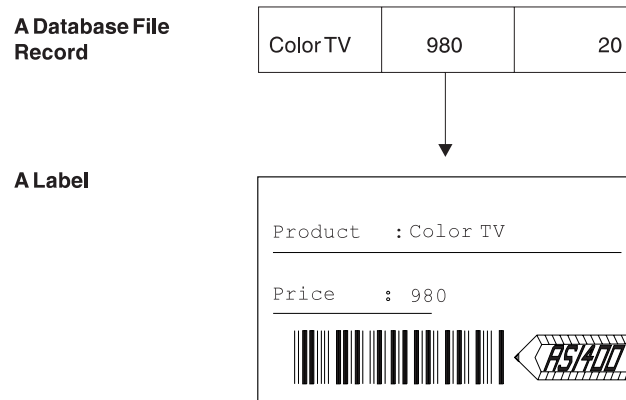 A Database File
Record
Color TV 980 20
A Label
Product : Color TV
Price : 980
AS/400